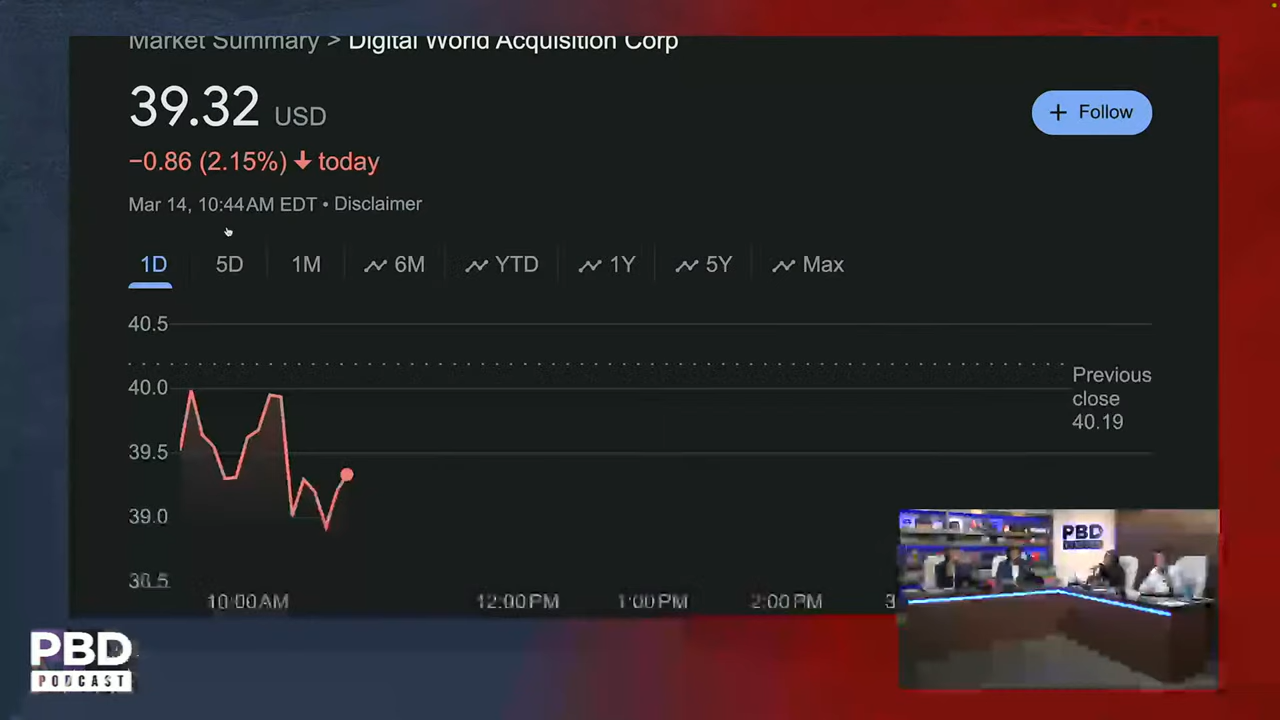 Market Summary > Digital World Acquisition Corp
39.32 USD
+ Follow
−0.86 (2.15%) today
Mar 14, 10:44 AM EDT • Disclaimer
1D 5D 1M 6M YTD 1Y 5Y Max
40.5
40.0
39.5
39.0
Previous
close
40.19
10:00 AM 12:00 PM 1:00 PM 2:00 PM 3
PBD
PBD
PODCAST